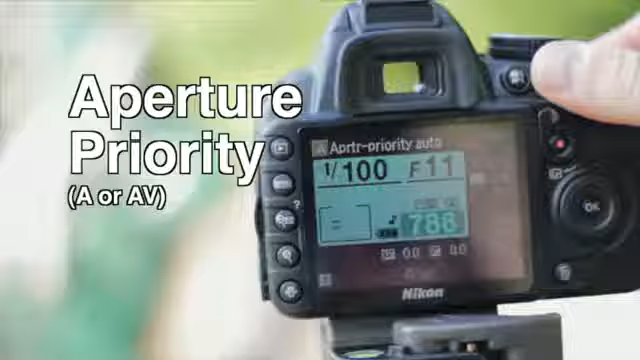 Aperture
Priority
(A or AV)
A Aprtr-priority auto
1/100 F11
?
788
0.0 0.0
OK
Nikon